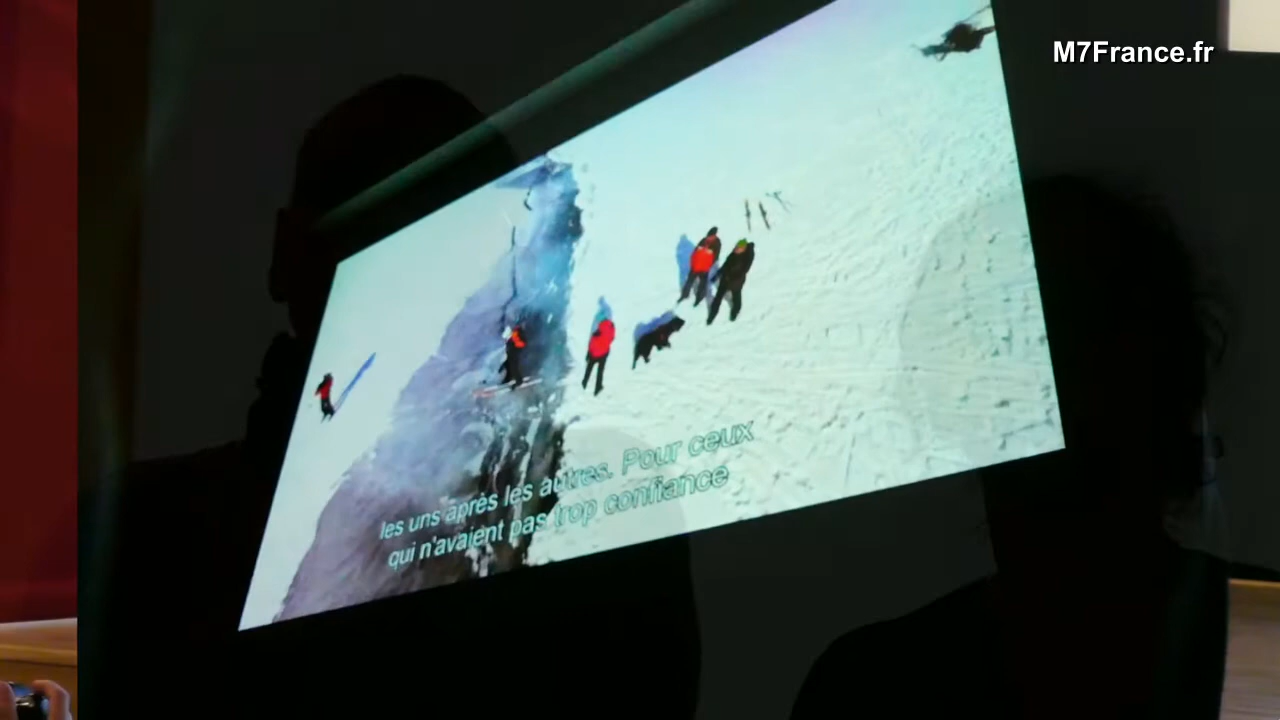 M7France.fr
les uns après les autres. Pour ceux
qui n'avaient pas trop confiance